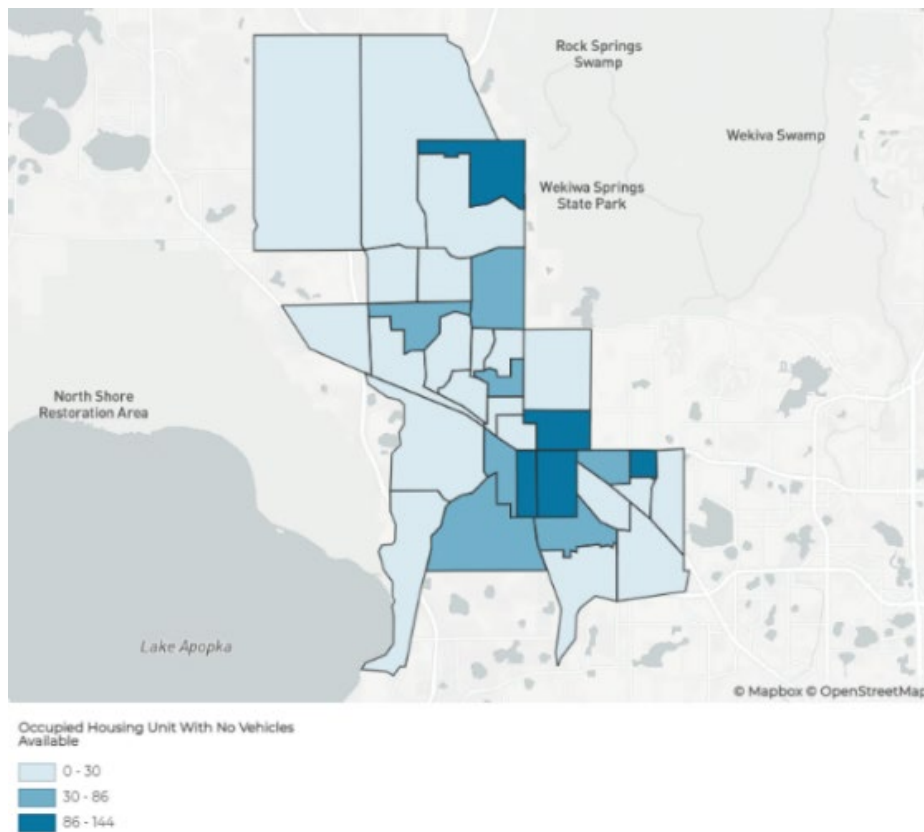 Rock Springs
Swamp
Wekiva Swamp
Wekiwa Springs
State Park
North Shore
Restoration Area
Lake Apopka
© Mapbox © OpenStreetMap
Occupied Housing Unit With No Vehicles
Available
0 - 30
30 - 86
86 - 144